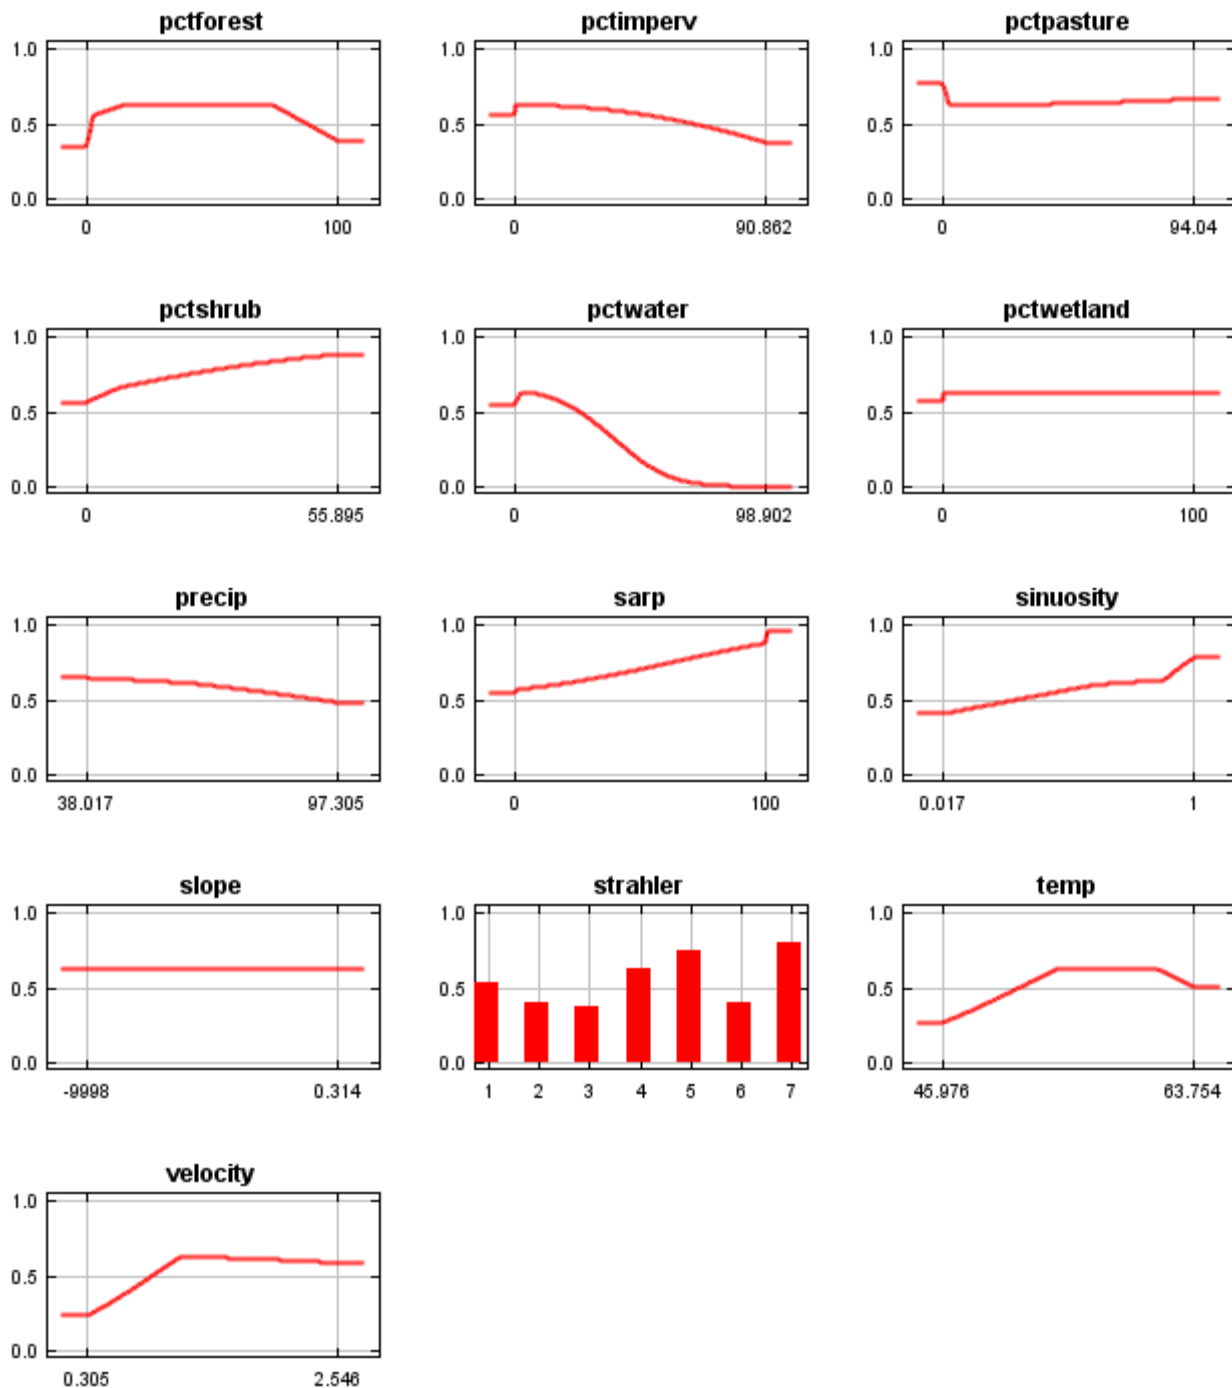 pctforest pctimperv pctpasture
1.0 1.0 1.0
0.5 0.5 0.5
0.0 0.0 0.0
0 100 0 90.862 0 94.04
pctshrub pctwater pctwetland
1.0 1.0 1.0
0.5 0.5 0.5
0.0 0.0 0.0
0 55.895 0 98.902 0 100
precip sarp sinuosity
1.0 1.0 1.0
0.5 0.5 0.5
0.0 0.0 0.0
38.017 97.305 0 100 0.017 1
slope strahler temp
1.0 1.0 1.0
0.5 0.5 0.5
0.0 0.0 0.0
-9998 0.314 1 2 3 4 5 6 7 45.976 63.754
velocity
1.0
0.5
0.0
0.305 2.546